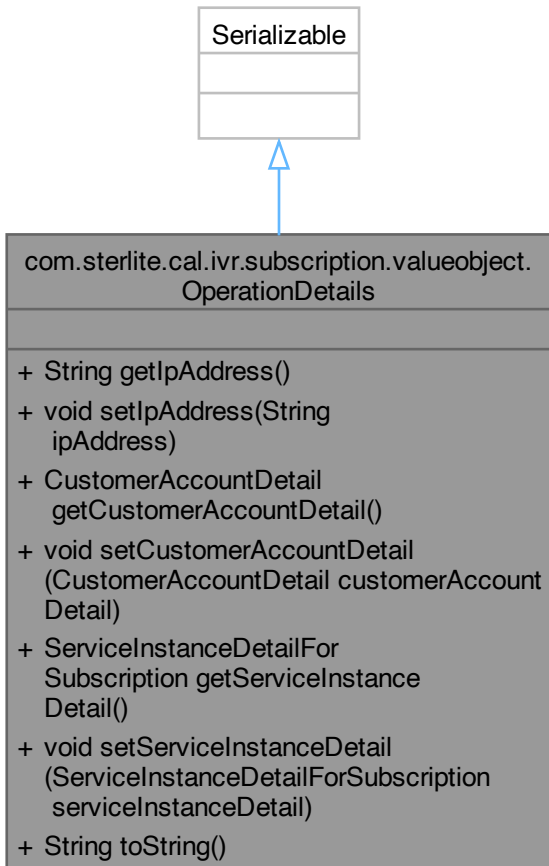 Serializable
com.sterlite.cal.ivr.subscription.valueobject.
OperationDetails
+ String getIpAddress()
+ void setIpAddress(String
ipAddress)
+ CustomerAccountDetail
getCustomerAccountDetail()
+ void setCustomerAccountDetail
(CustomerAccountDetail customerAccount
Detail)
+ ServiceInstanceDetailFor
Subscription getServiceInstance
Detail()
+ void setServiceInstanceDetail
(ServiceInstanceDetailForSubscription
serviceInstanceDetail)
+ String toString()